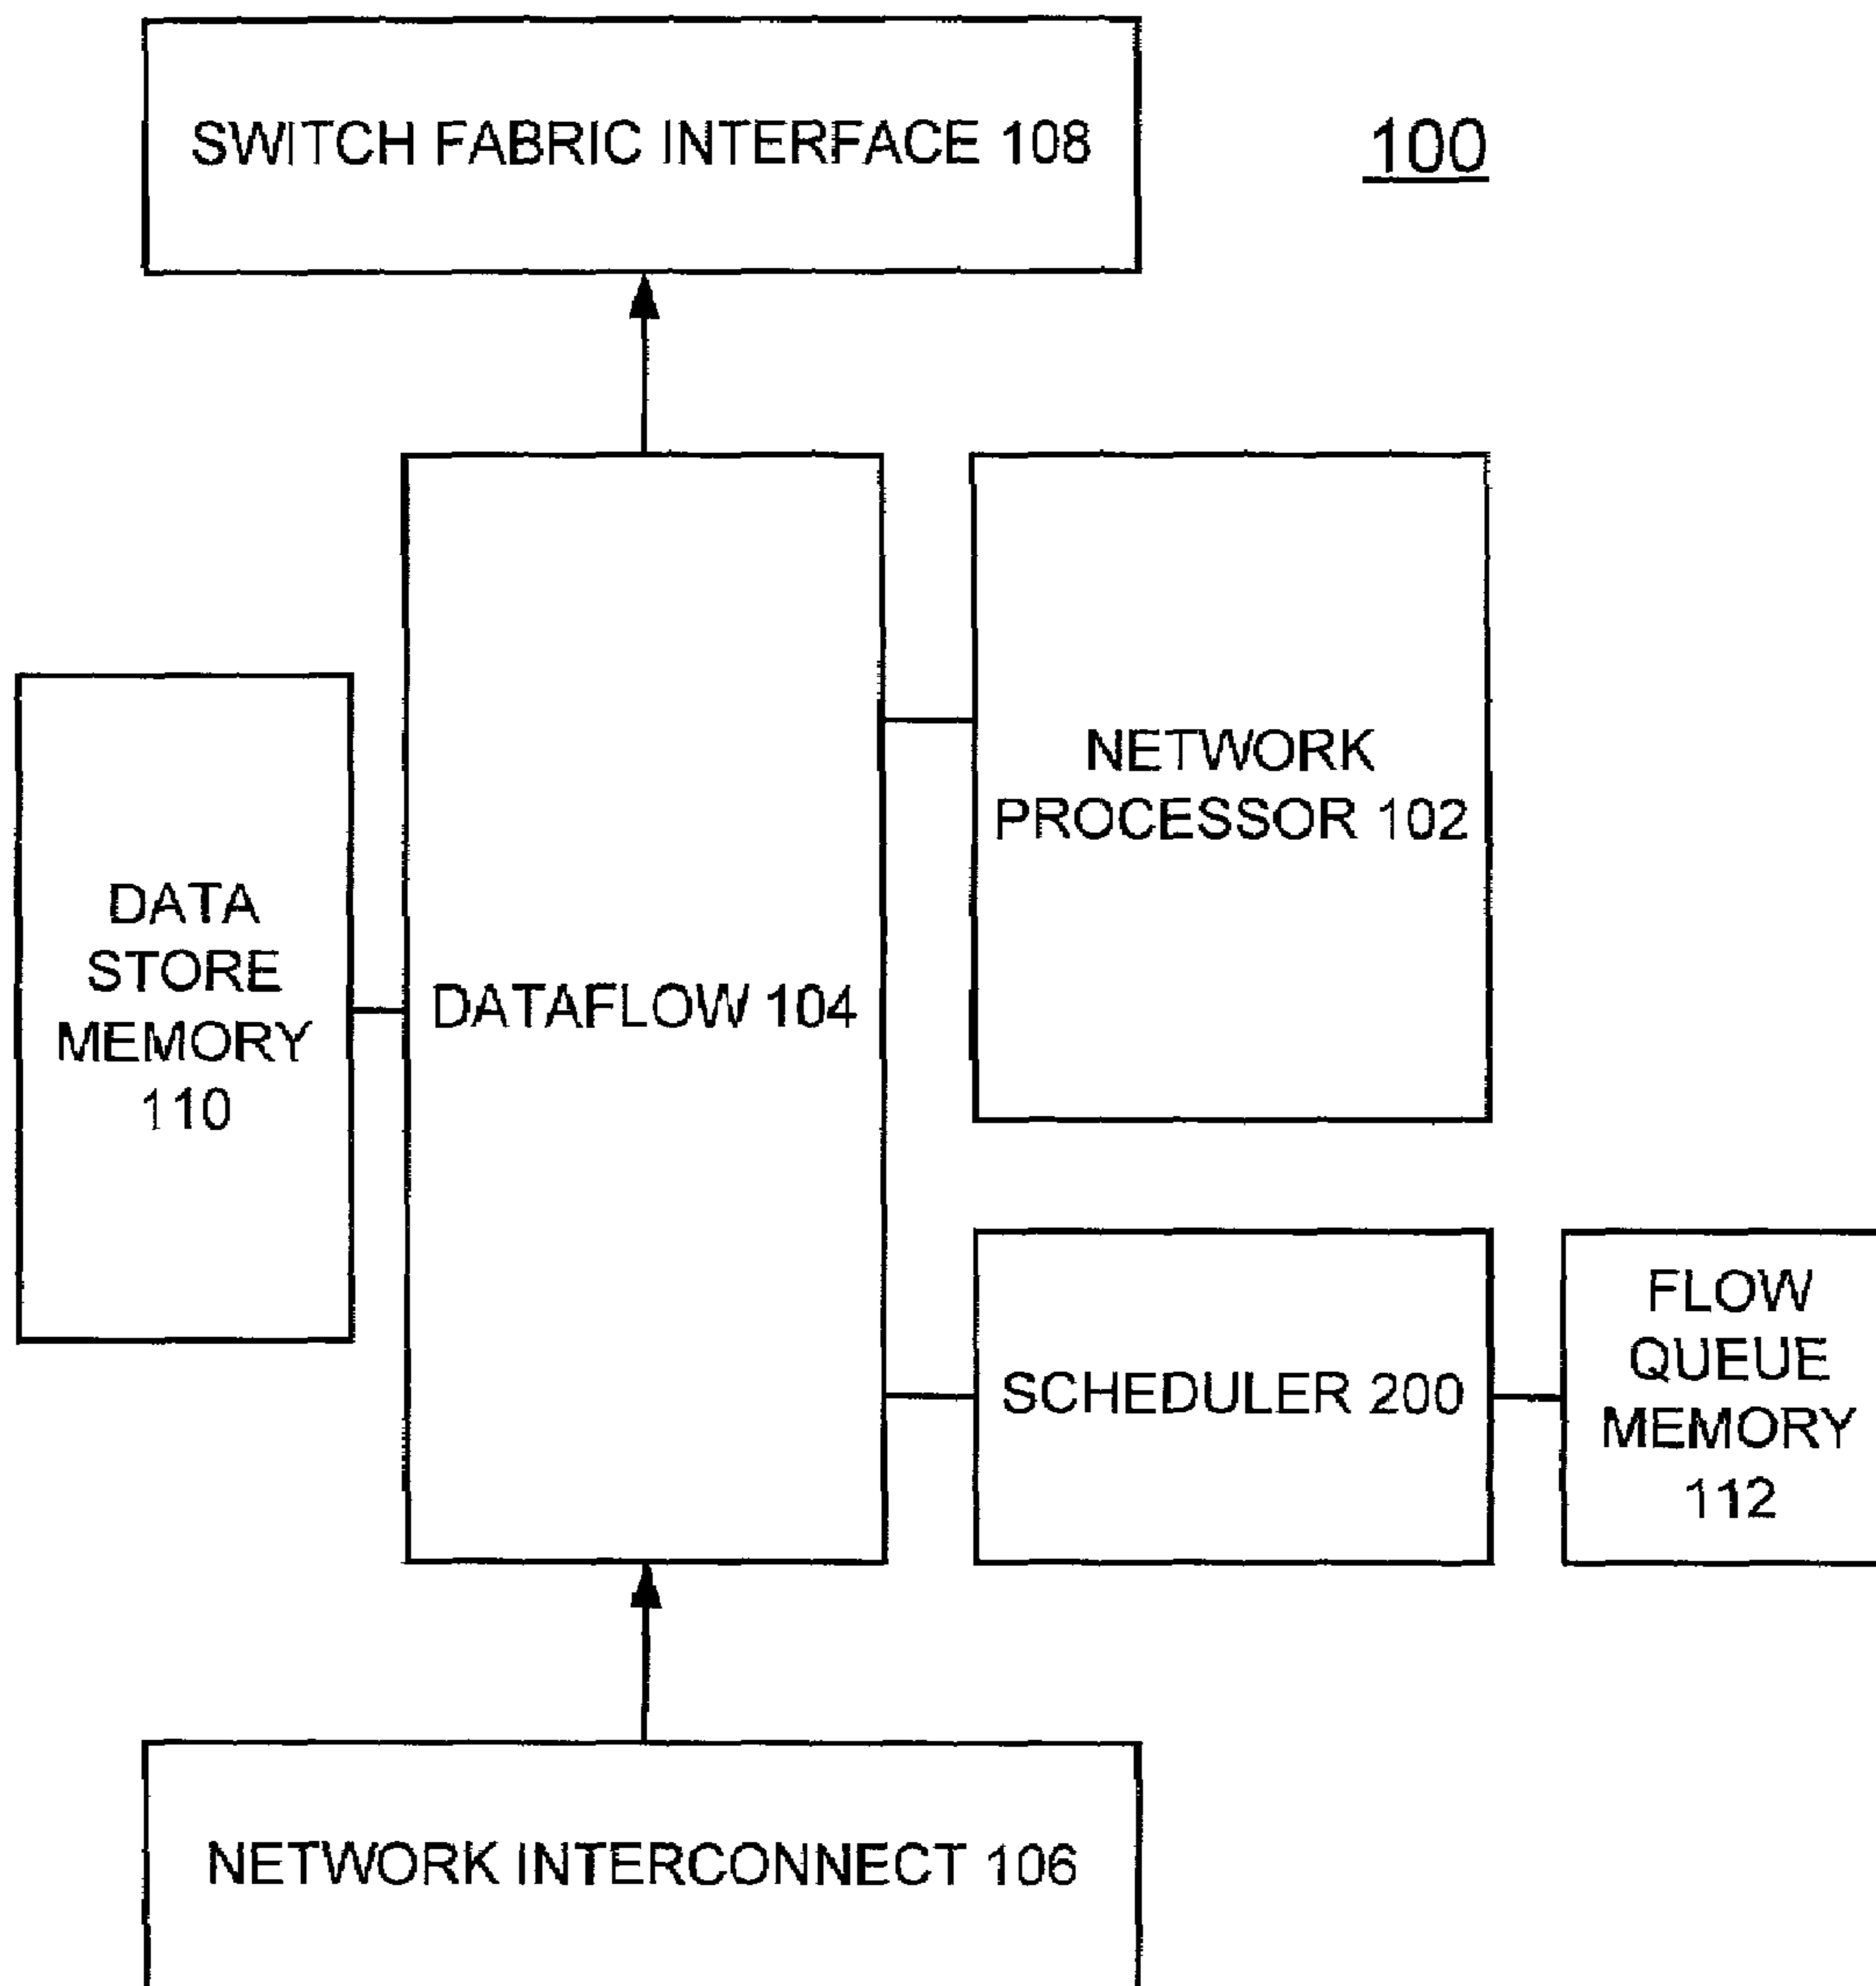 SWITCH FABRIC INTERFACE 108
100
NETWORK
PROCESSOR 102
DATA
STORE
MEMORY
110
DATAFLOW 104
FLOW
QUEUE
MEMORY
112
SCHEDULER 200
NETWORK INTERCONNECT 106